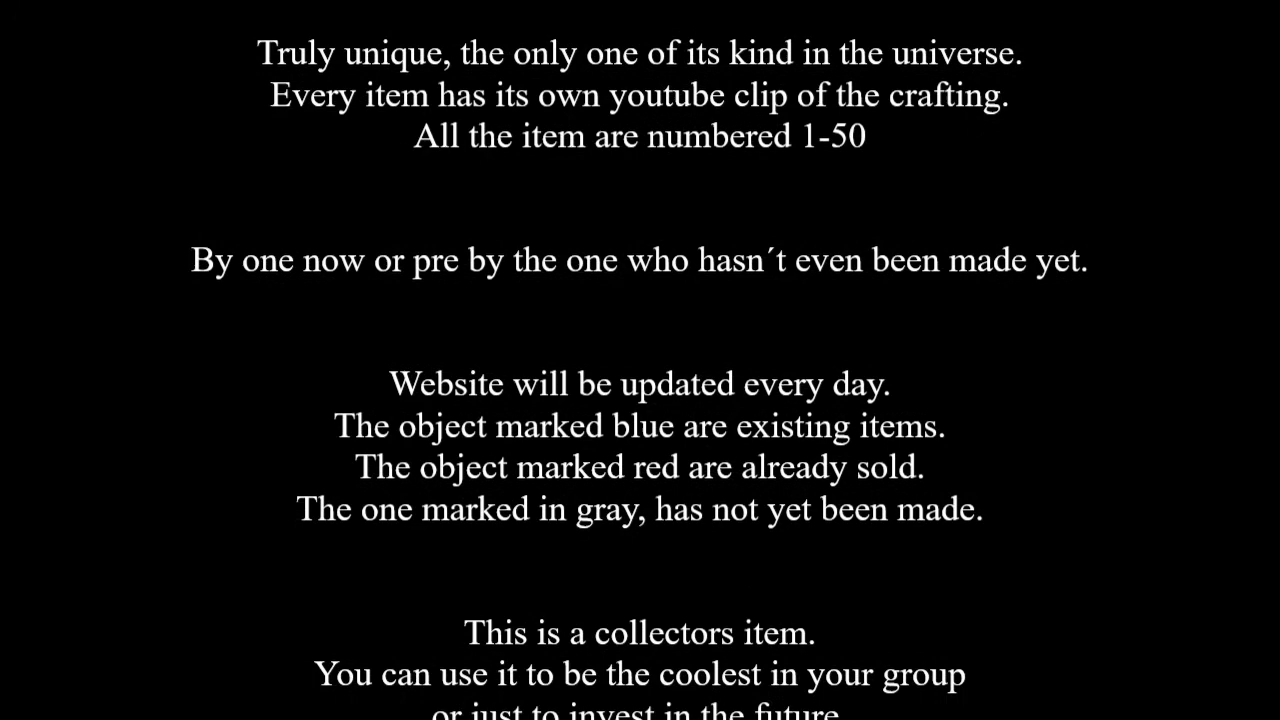 Truly unique, the only one of its kind in the universe.
Every item has its own youtube clip of the crafting.
All the item are numbered 1-50
By one now or pre by the one who hasn´t even been made yet.
Website will be updated every day.
The object marked blue are existing items.
The object marked red are already sold.
The one marked in gray, has not yet been made.
This is a collectors item.
You can use it to be the coolest in your group
or just to invest in the future